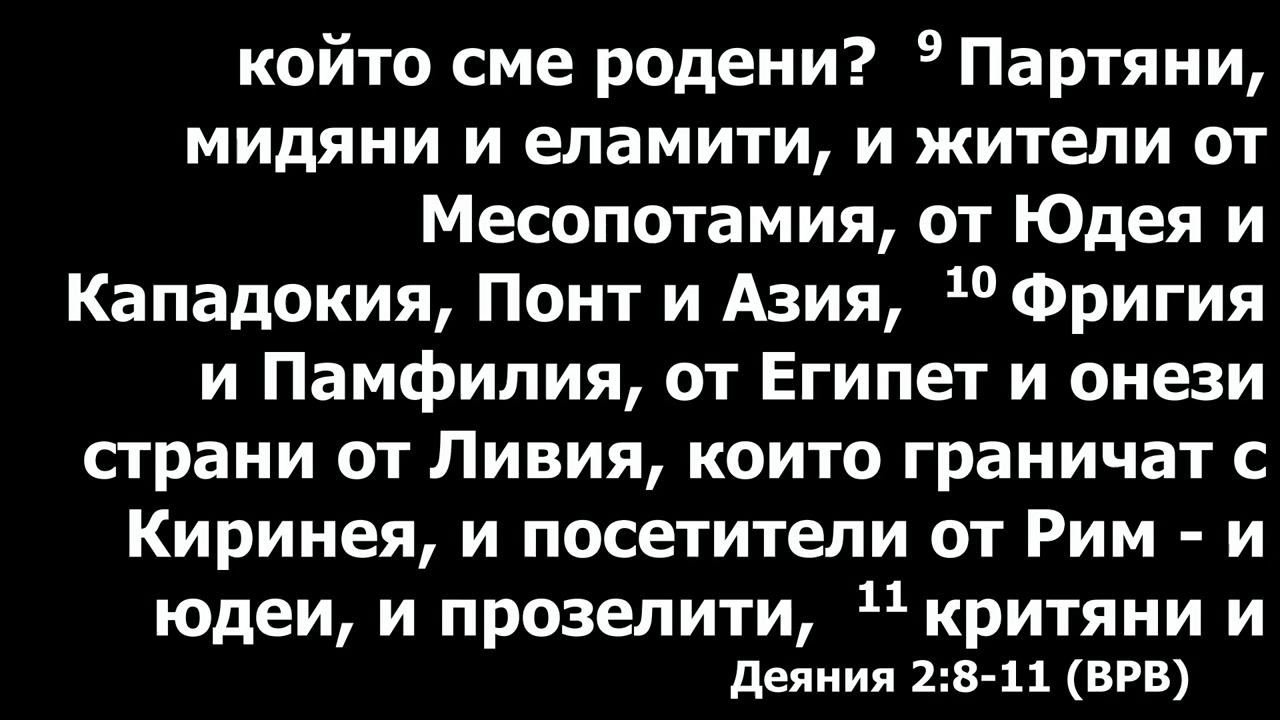 който сме родени? 9 Партяни,
мидяни и еламити, и жители от
Месопотамия, от Юдея и
Кападокия, Понт и Азия, 10 Фригия
и Памфилия, от Египет и онези
страни от Ливия, които граничат с
Киринея, и посетители от Рим - и
юдеи, и прозелити, 11 критяни и
Деяния 2:8-11 (ВРВ)